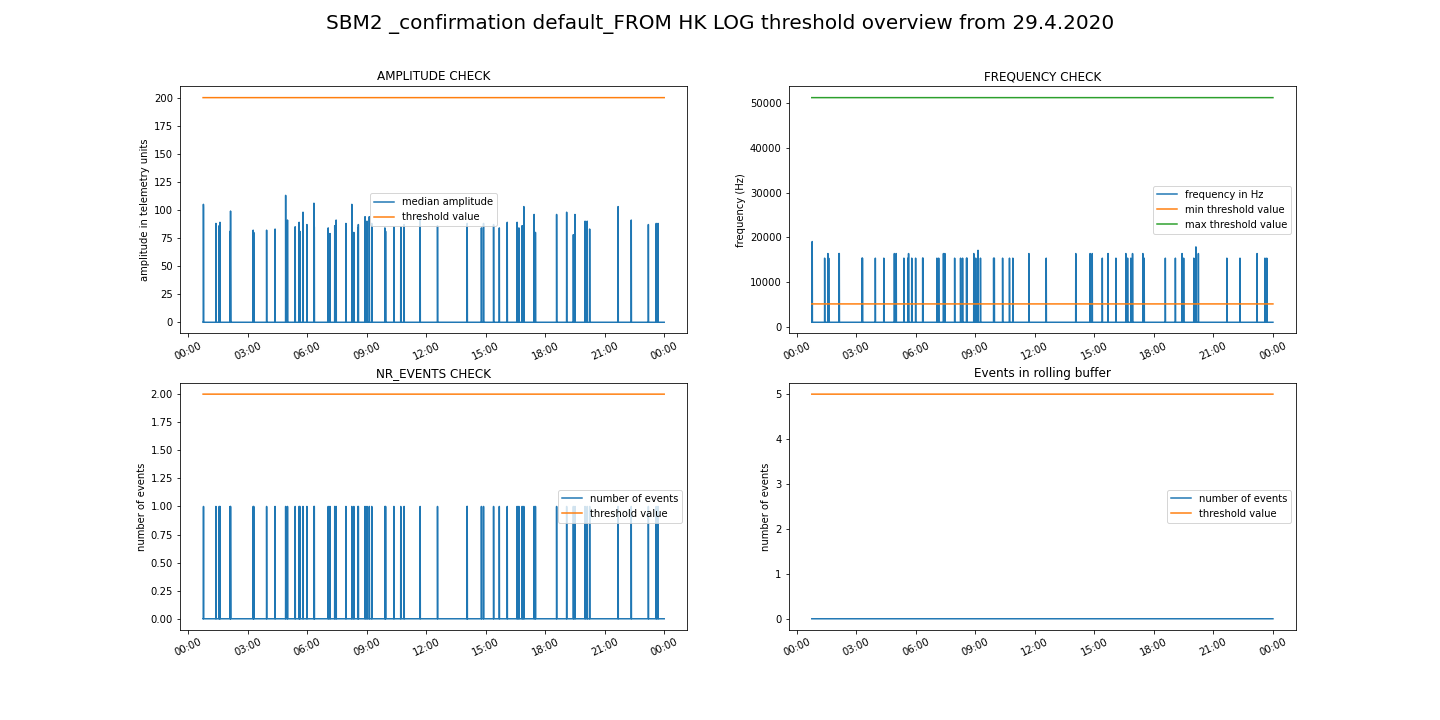 SBM2 _confirmation default_FROM HK LOG threshold overview from 29.4.2020
AMPLITUDE CHECK
amplitude in telemetry units
200
175
150
125
100
75
50
25
0
median amplitude
threshold value
00:00 03:00 06:00 09:00 12:00 15:00 18:00 21:00 00:00
FREQUENCY CHECK
frequency (Hz)
50000
40000
30000
20000
10000
0
frequency in Hz
min threshold value
max threshold value
00:00 03:00 06:00 09:00 12:00 15:00 18:00 21:00 00:00
NR_EVENTS CHECK
number of events
2.00
1.75
1.50
1.25
1.00
0.75
0.50
0.25
0.00
number of events
threshold value
00:00 03:00 06:00 09:00 12:00 15:00 18:00 21:00 00:00
Events in rolling buffer
number of events
5
4
3
2
1
0
number of events
threshold value
00:00 03:00 06:00 09:00 12:00 15:00 18:00 21:00 00:00